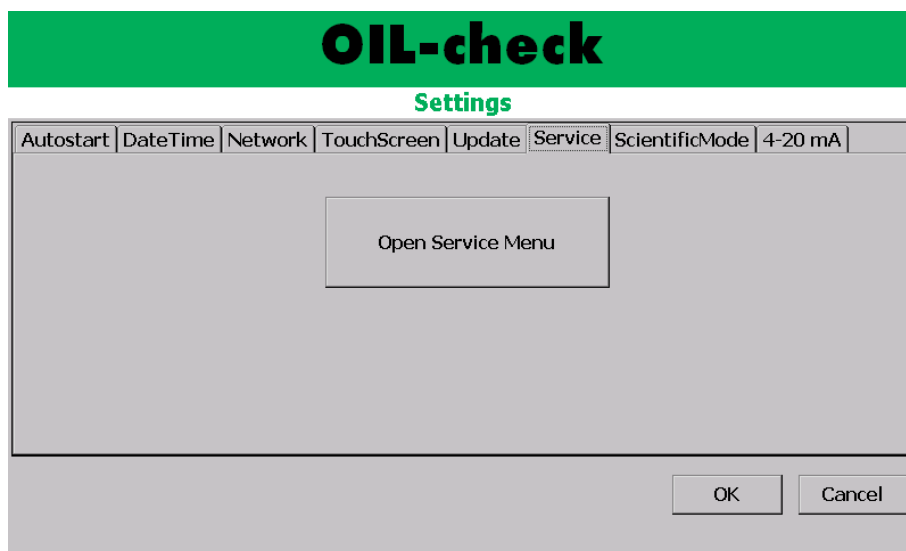 OIL-check
Settings
Autostart DateTime Network TouchScreen Update Service ScientificMode 4-20 mA
Open Service Menu
OK Cancel